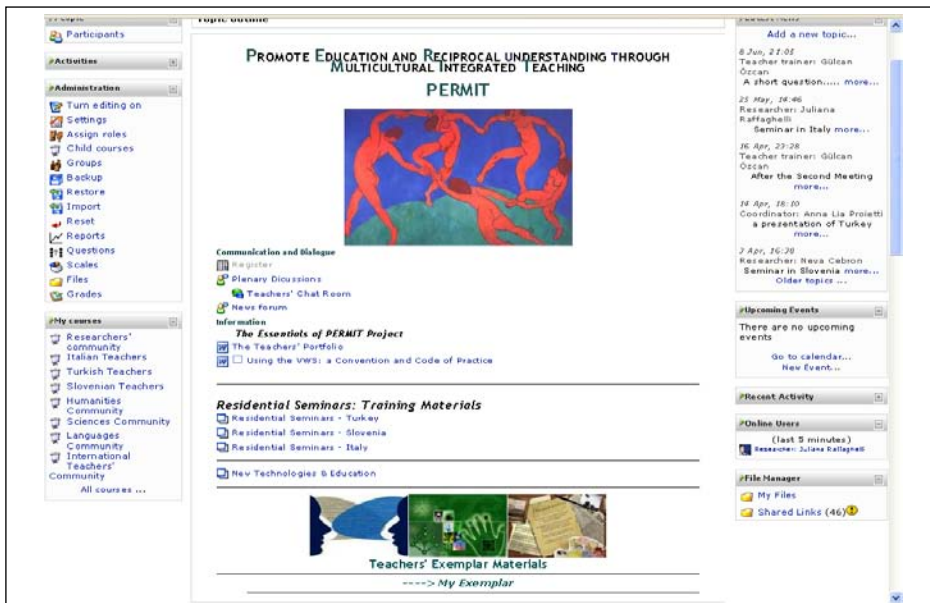 Participants
Activities
Administration
Turn editing on
Settings
Assign roles
Child courses
Groups
Backup
Restore
Import
Reset
Reports
Questions
Scales
Files
Grades
My courses
Researchers'
community
Italian Teachers
Turkish Teachers
Slovenian Teachers
Humanities
Community
Sciences Community
Languages
Community
International
Teachers'
Community
All courses ...
Topic outline
PROMOTE EDUCATION AND RECIPROCAL UNDERSTANDING THROUGH
MULTICULTURAL INTEGRATED TEACHING
PERMIT
Communication and Dialogue
Register
Plenary Dicussions
Teachers' Chat Room
News forum
Information
The Essentiols of PERMIT Project
The Teachers' Portfolio
Using the VWS: a Convention and Code of Practice
Residential Seminars: Training Materials
Residential Seminars - Turkey
Residential Seminars - Slovenia
Residential Seminars - Italy
New Technologies & Education
Teachers' Exemplar Materials
----> My Exemplar
Latest News
Add a new topic...
8 Jun, 21:05
Teacher trainer: Gülcan
Özcan
A short question..... more...
25 May, 14:46
Researcher: Juliana
Raffaghelli
Seminar in Italy more...
16 Apr, 23:28
Teacher trainer: Gülcan
Özcan
After the Second Meeting
more...
14 Apr, 18:10
Coordinator: Anna Lia Proietti
a presentation of Turkey
more...
3 Apr, 16:30
Researcher: Neva Cebron
Seminar in Slovenia more...
Older topics ...
Upcoming Events
There are no upcoming
events
Go to calendar...
New Event...
Recent Activity
Online Users
(last 5 minutes)
Researcher: Juliana Raffaghelli
File Manager
My Files
Shared Links (46)